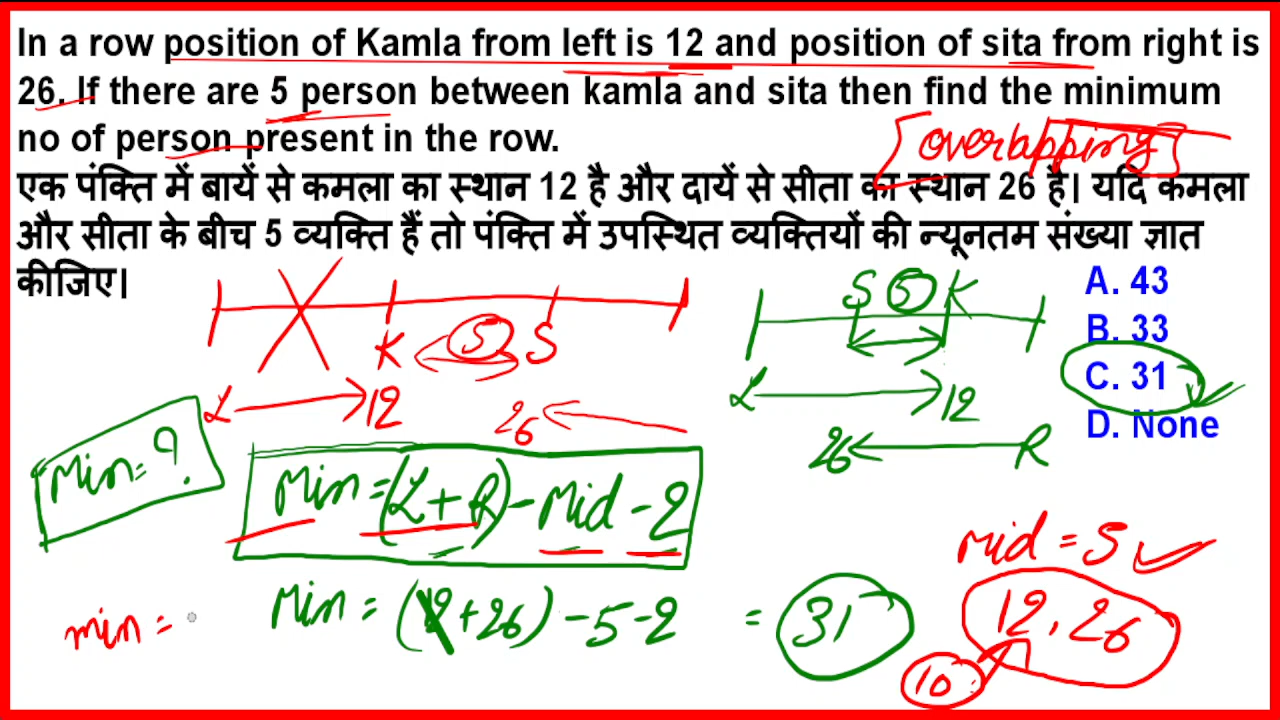 In a row position of Kamla from left is 12 and position of sita from right is
26. If there are 5 person between kamla and sita then find the minimum
no of person present in the row.
[overlapping]
एक पंक्ति में बायें से कमला का स्थान 12 है और दायें से सीता का स्थान 26 है। यदि कमला
और सीता के बीच 5 व्यक्ति हैं तो पंक्ति में उपस्थित व्यक्तियों की न्यूनतम संख्या ज्ञात
कीजिए।
K 5 S
L 12
26
S 5 K
L 12
26 R
A. 43
B. 33
C. 31
D. None
Min = ?
Min = (L + R) - Mid - 2
Min = (12 + 26) - 5 - 2 = 31
min =
mid = 5
12, 26
10